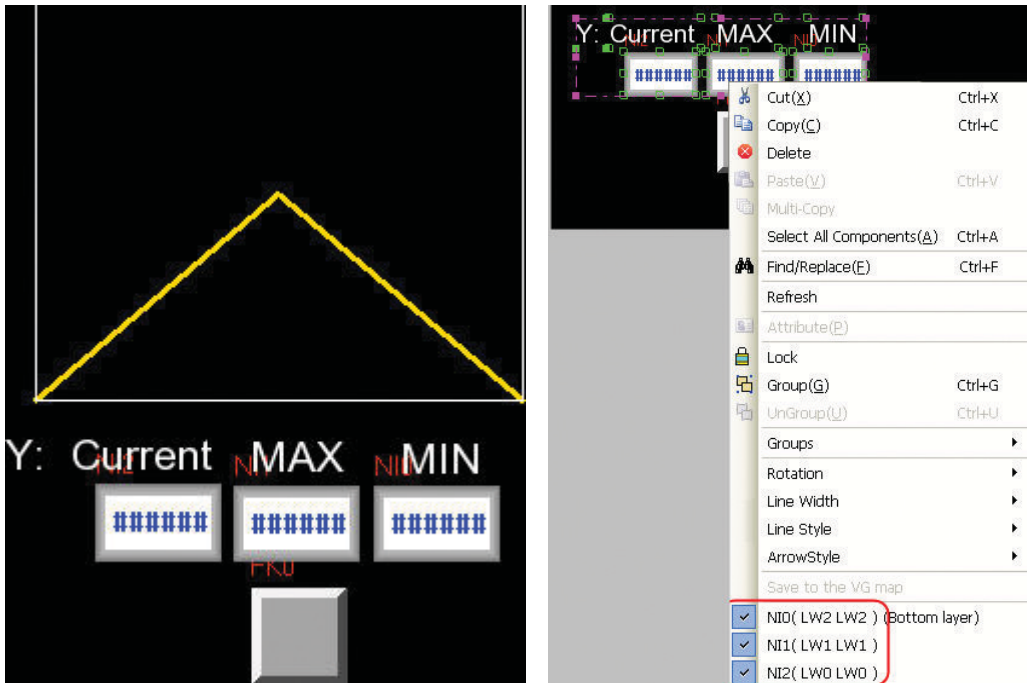 Y: Current MAX MIN
NI2 NI1 NI0
###### ###### ######
FK0
Y: Current MAX MIN
NI2 NI0
###### ###### ######
Cut(X) Ctrl+X
Copy(C) Ctrl+C
Delete
Paste(V) Ctrl+V
Multi-Copy
Select All Components(A) Ctrl+A
Find/Replace(F) Ctrl+F
Refresh
Attribute(P)
Lock
Group(G) Ctrl+G
UnGroup(U) Ctrl+U
Groups
Rotation
Line Width
Line Style
ArrowStyle
Save to the VG map
NI0( LW2 LW2 ) (Bottom layer)
NI1( LW1 LW1 )
NI2( LW0 LW0 )